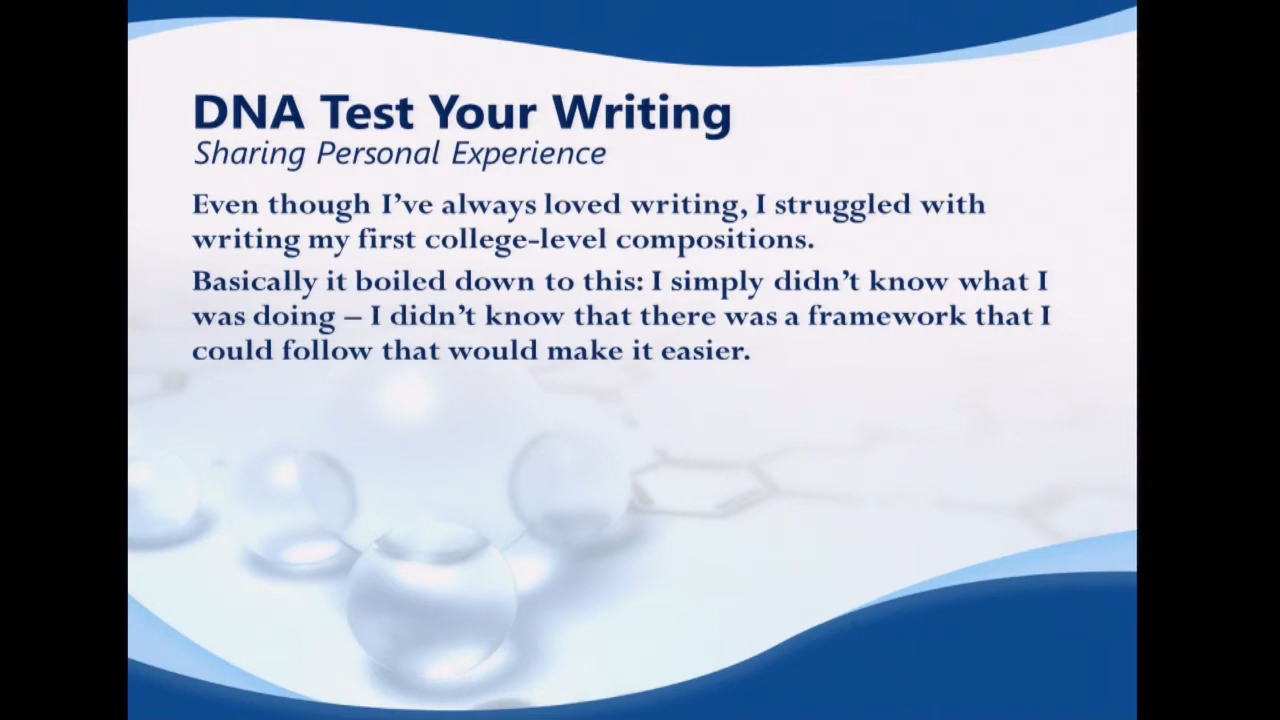 DNA Test Your Writing
Sharing Personal Experience
Even though I’ve always loved writing, I struggled with
writing my first college-level compositions.
Basically it boiled down to this: I simply didn’t know what I
was doing – I didn’t know that there was a framework that I
could follow that would make it easier.